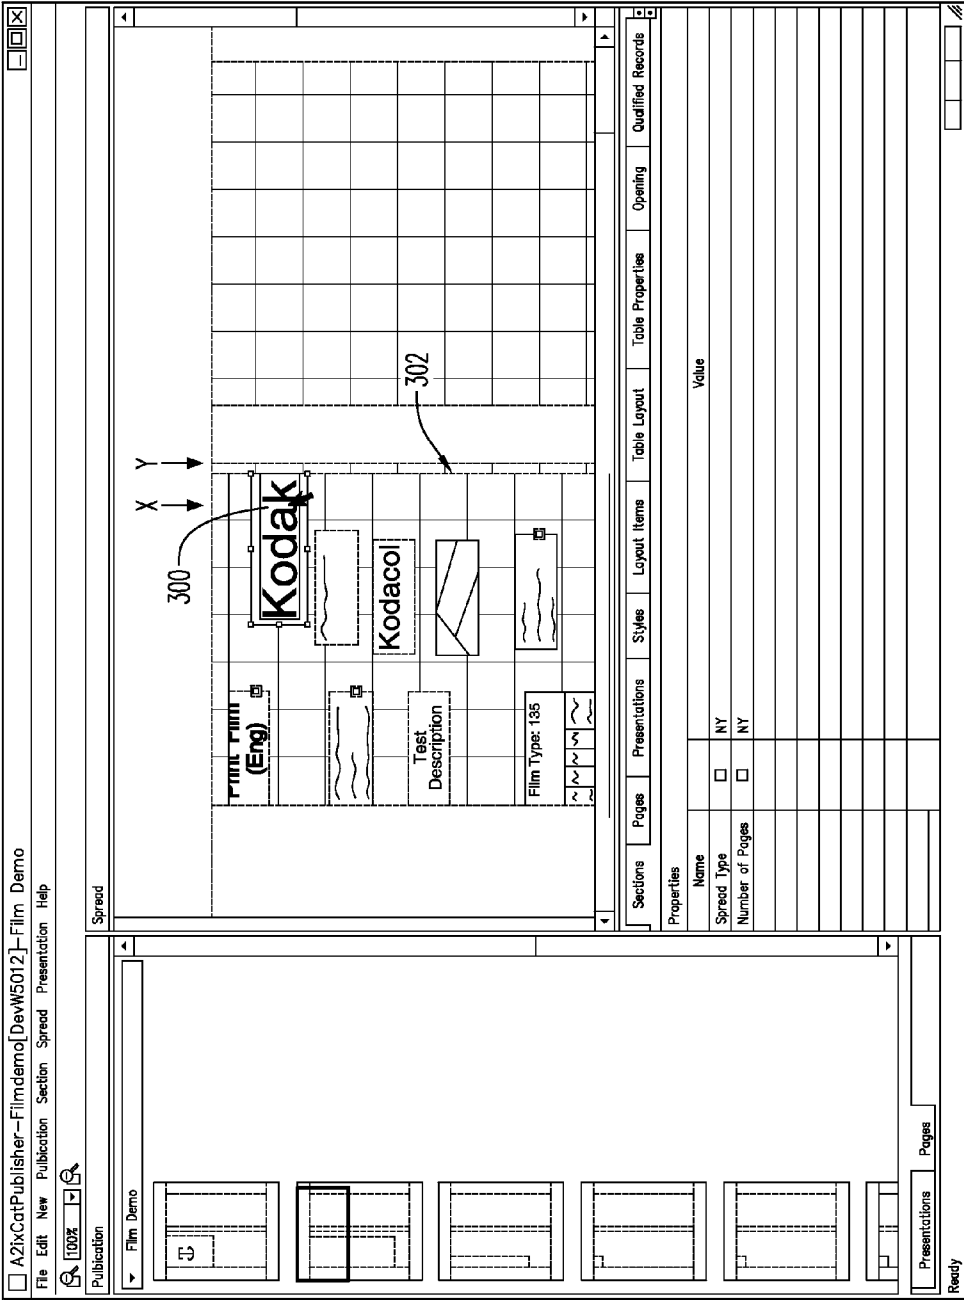 A2ixCatPublisher–Filmdemo[DevW5012]–Film Demo
File Edit New Pulbication Section Spread Presentation Help
100%
Pulbication
Film Demo
Presentations Pages
Ready
Spread
X
Y
300
302
Print Film
(Eng)
Kodak
Kodacol
Test
Description
Film Type: 135
Sections Pages Presentations Styles Layout Items Table Layout Table Properties Opening Qualified Records
Properties
Name Value
Spread Type NY
Number of Pages NY